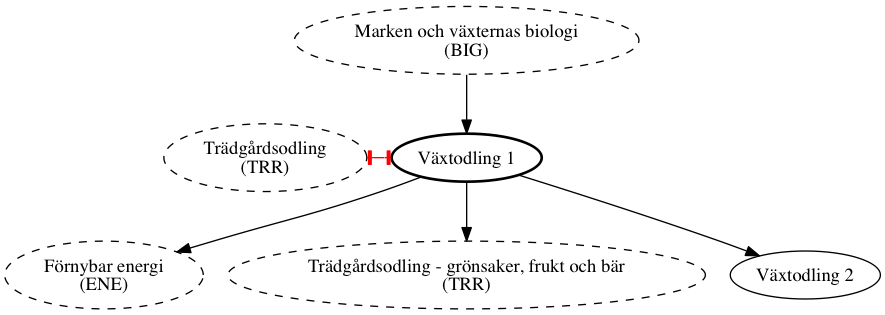 Marken och växternas biologi
(BIG)
Trädgårdsodling
(TRR)
Växtodling 1
Förnybar energi
(ENE)
Trädgårdsodling - grönsaker, frukt och bär
(TRR)
Växtodling 2